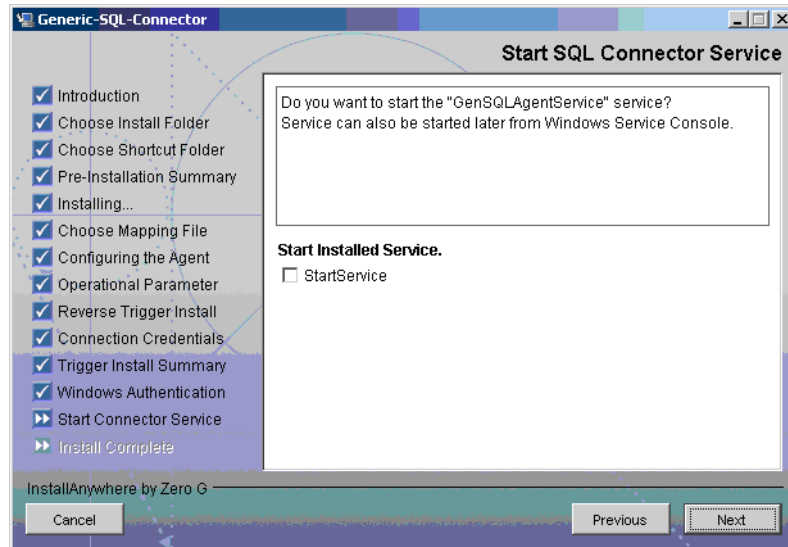 Generic-SQL-Connector
Start SQL Connector Service
Introduction
Choose Install Folder
Choose Shortcut Folder
Pre-Installation Summary
Installing...
Choose Mapping File
Configuring the Agent
Operational Parameter
Reverse Trigger Install
Connection Credentials
Trigger Install Summary
Windows Authentication
Start Connector Service
Install Complete
Do you want to start the "GenSQLAgentService" service?
Service can also be started later from Windows Service Console.
Start Installed Service.
StartService
InstallAnywhere by Zero G
Cancel
Previous
Next